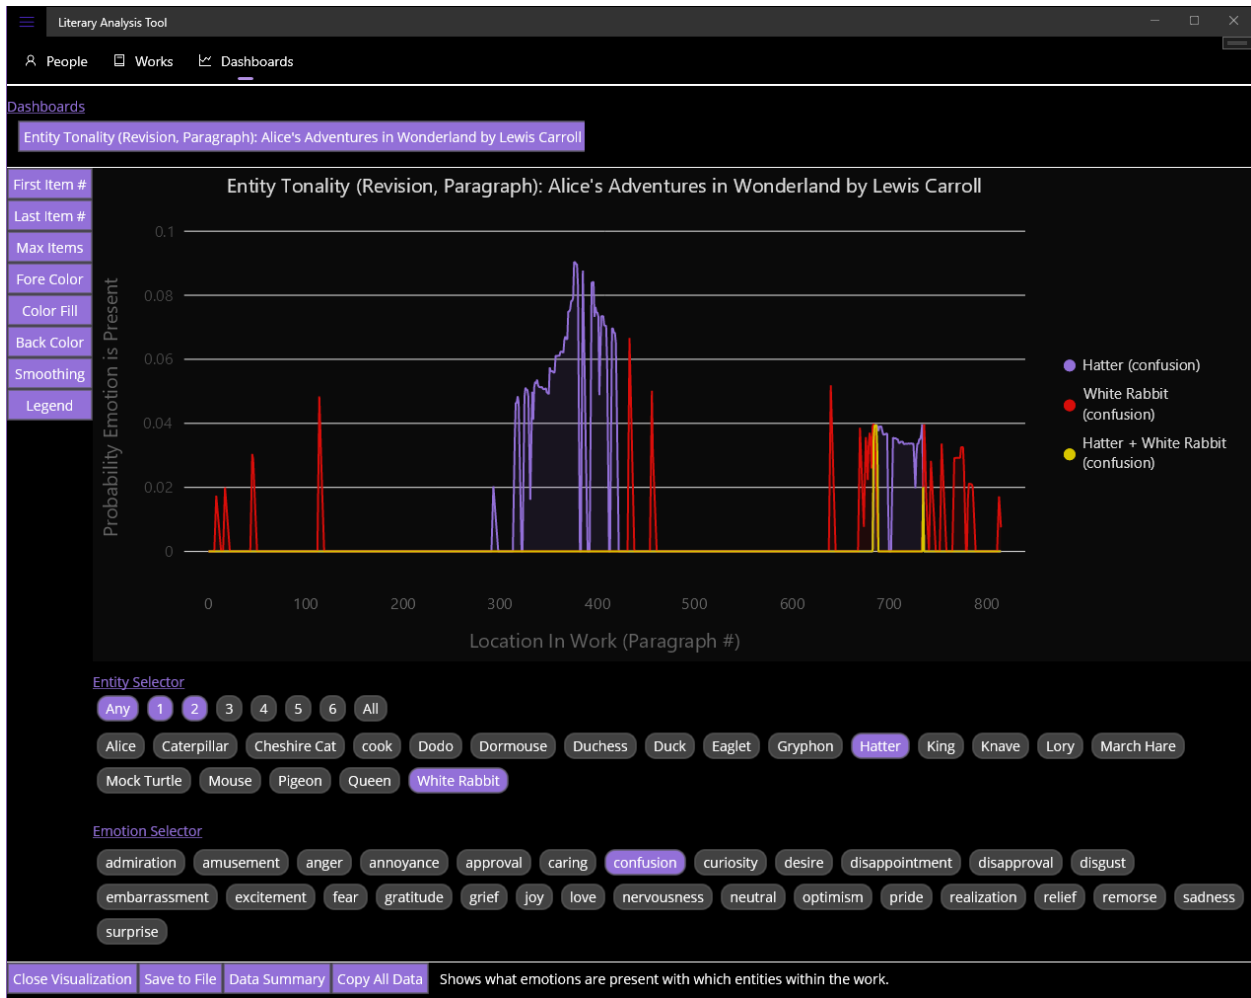 Literary Analysis Tool
People Works Dashboards
Dashboards
Entity Tonality (Revision, Paragraph): Alice's Adventures in Wonderland by Lewis Carroll
First Item #
Last Item #
Max Items
Fore Color
Color Fill
Back Color
Smoothing
Legend
Entity Tonality (Revision, Paragraph): Alice's Adventures in Wonderland by Lewis Carroll
Probability Emotion is Present
0.1
0.08
0.06
0.04
0.02
0
0 100 200 300 400 500 600 700 800
Location In Work (Paragraph #)
Hatter (confusion)
White Rabbit
(confusion)
Hatter + White Rabbit
(confusion)
Entity Selector
Any 1 2 3 4 5 6 All
Alice Caterpillar Cheshire Cat cook Dodo Dormouse Duchess Duck Eaglet Gryphon Hatter King Knave Lory March Hare
Mock Turtle Mouse Pigeon Queen White Rabbit
Emotion Selector
admiration amusement anger annoyance approval caring confusion curiosity desire disappointment disapproval disgust
embarrassment excitement fear gratitude grief joy love nervousness neutral optimism pride realization relief remorse sadness
surprise
Close Visualization Save to File Data Summary Copy All Data Shows what emotions are present with which entities within the work.